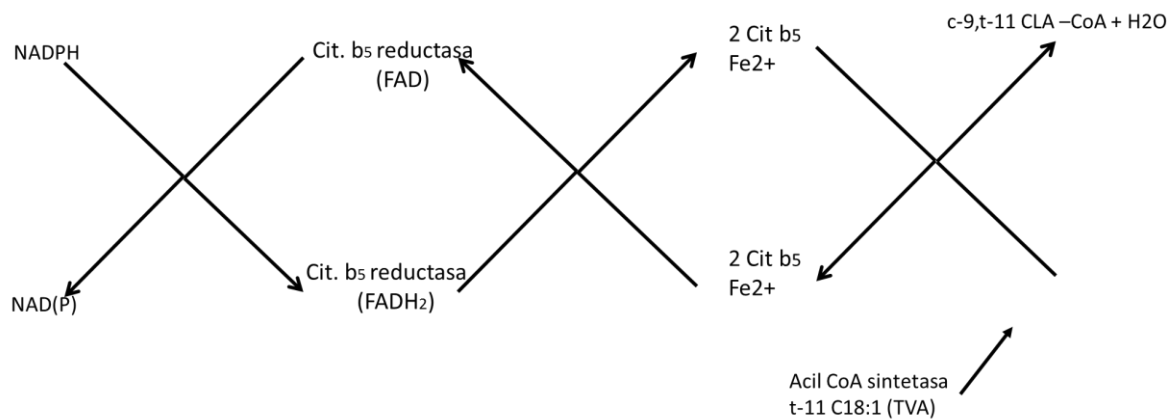 NADPH
Cit. b5 reductasa
(FAD)
2 Cit b5
Fe2+
c-9,t-11 CLA –CoA + H2O
NAD(P)
Cit. b5 reductasa
(FADH2)
2 Cit b5
Fe2+
Acil CoA sintetasa
t-11 C18:1 (TVA)